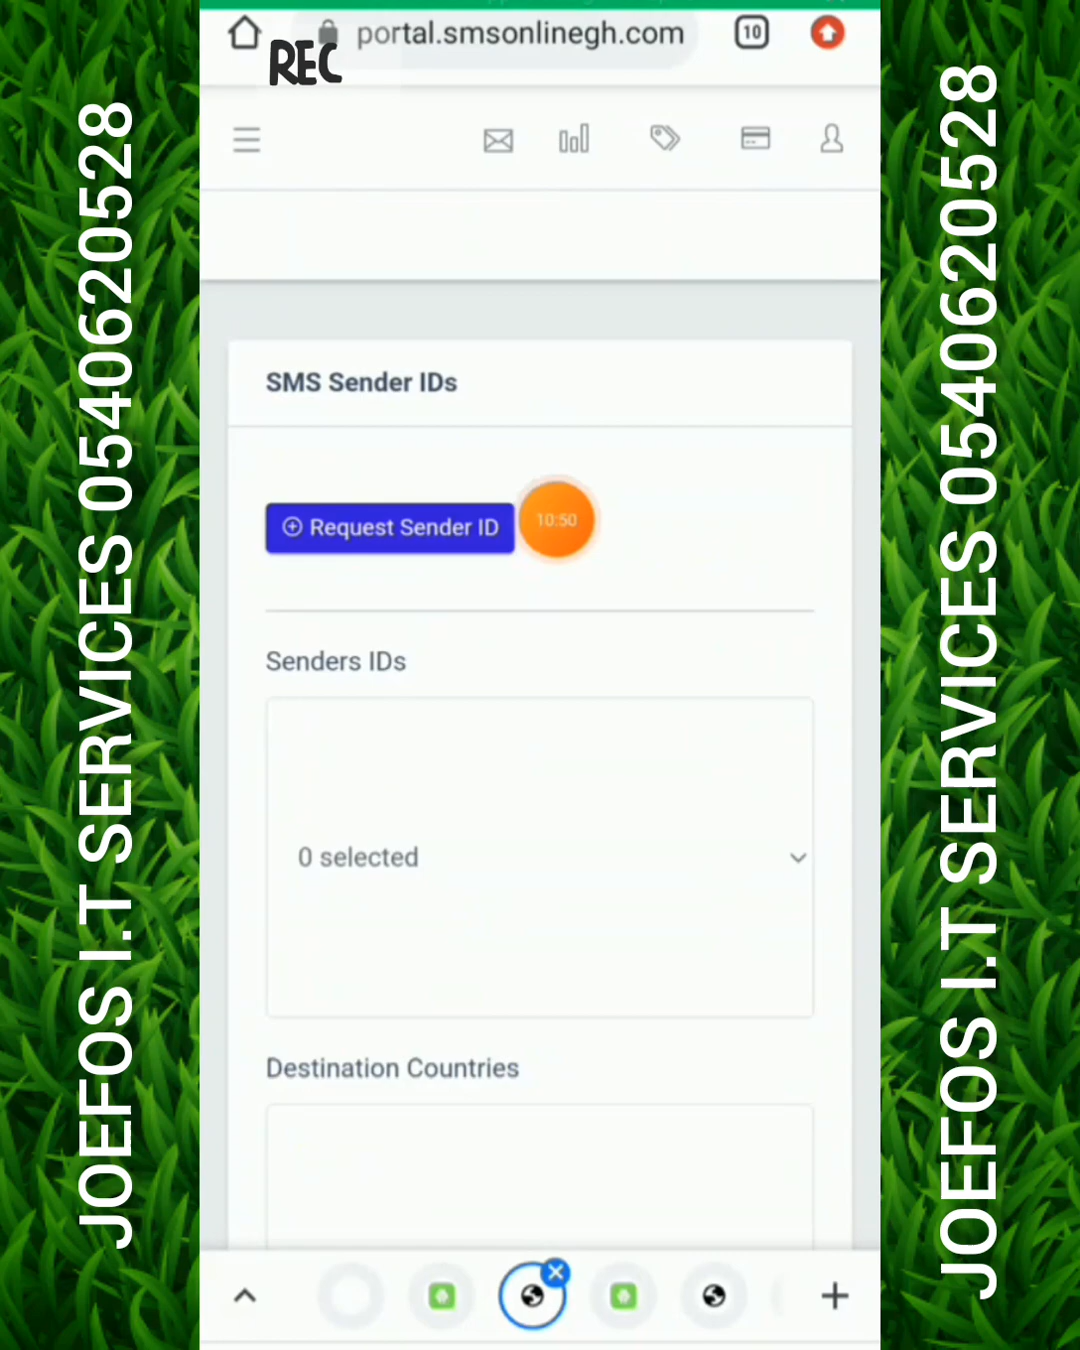 portal.smsonlinegh.com
10
REC
SMS Sender IDs
Request Sender ID
10:50
Senders IDs
0 selected
Destination Countries
JOEFOS I.T SERVICES 0540620528
JOEFOS I.T SERVICES 0540620528